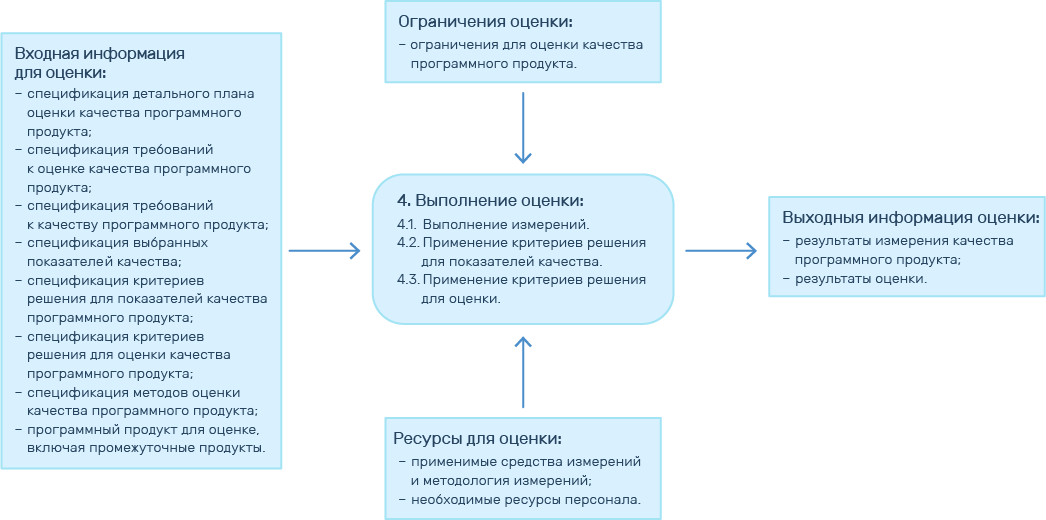 Ограничения оценки:
– ограничения для оценки качества
программного продукта.
Входная информация
для оценки:
– спецификация детального плана
оценки качества программного
продукта;
– спецификация требований
к оценке качества программного
продукта;
– спецификация требований
к качеству программного продукта;
– спецификация выбранных
показателей качества;
– спецификация критериев
решения для показателей качества
программного продукта;
– спецификация критериев
решения для оценки качества
программного продукта;
– спецификация методов оценки
качества программного продукта;
– программный продукт для оценке,
включая промежуточные продукты.
4. Выполнение оценки:
4.1. Выполнение измерений.
4.2. Применение критериев решения
для показателей качества.
4.3. Применение критериев решения
для оценки.
Выходныя информация оценки:
– результаты измерения качества
программного продукта;
– результаты оценки.
Ресурсы для оценки:
– применимые средства измерений
и методология измерений;
– необходимые ресурсы персонала.